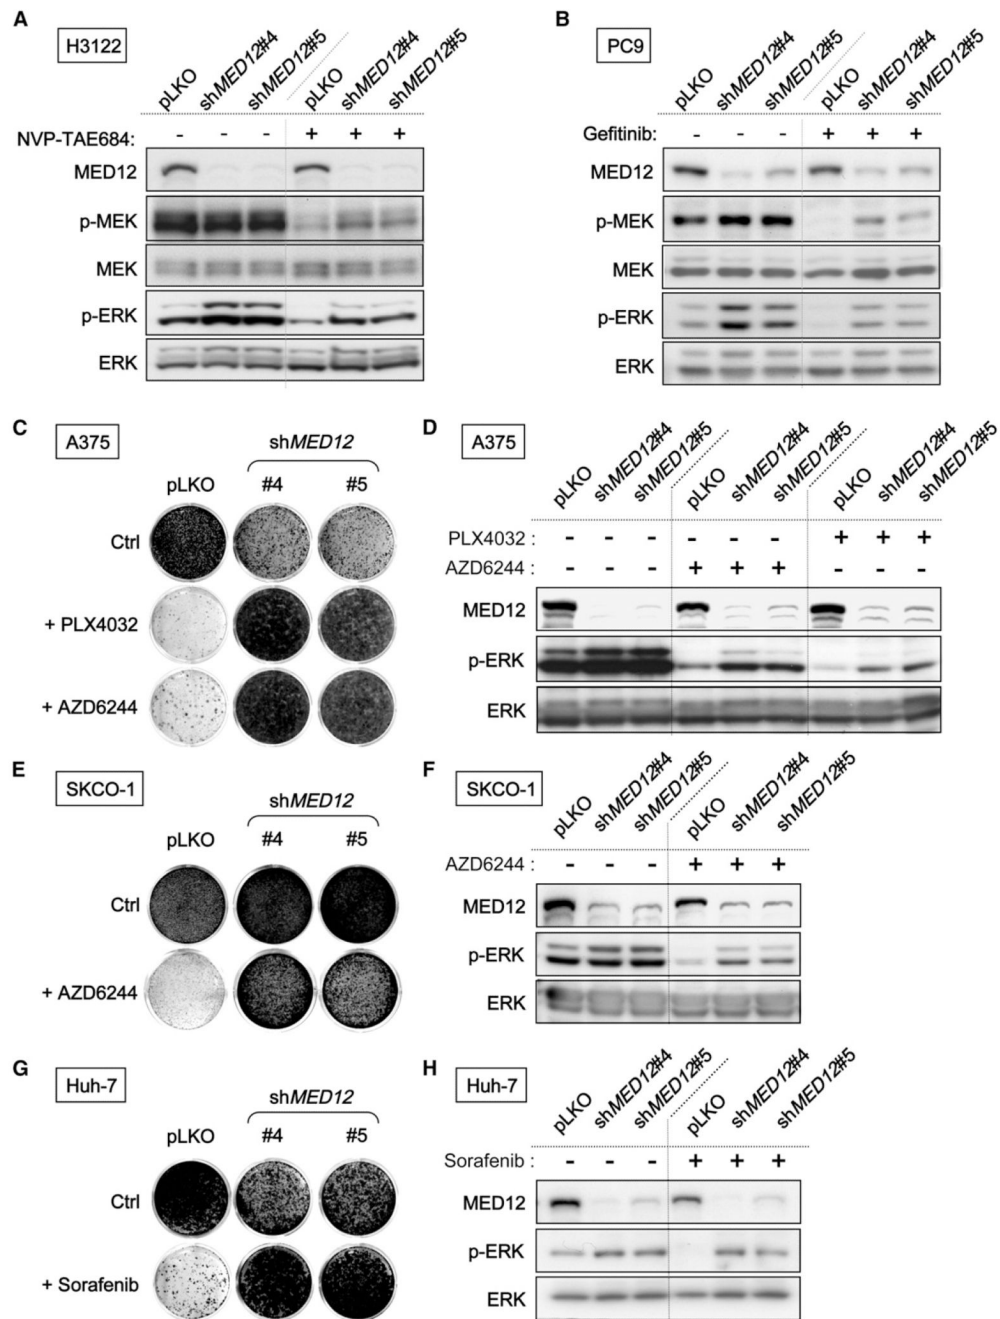 A
H3122
pLKO
shMED12#4
shMED12#5
pLKO
shMED12#4
shMED12#5
NVP-TAE684: - - - + + +
MED12
p-MEK
MEK
p-ERK
ERK
B
PC9
pLKO
shMED12#4
shMED12#5
pLKO
shMED12#4
shMED12#5
Gefitinib: - - - + + +
MED12
p-MEK
MEK
p-ERK
ERK
C
A375
shMED12
pLKO #4 #5
Ctrl
+ PLX4032
+ AZD6244
D
A375
pLKO
shMED12#4
shMED12#5
pLKO
shMED12#4
shMED12#5
pLKO
shMED12#4
shMED12#5
PLX4032 : - - - - - - + + +
AZD6244 : - - - + + + - - -
MED12
p-ERK
ERK
E
SKCO-1
shMED12
pLKO #4 #5
Ctrl
+ AZD6244
F
SKCO-1
pLKO
shMED12#4
shMED12#5
pLKO
shMED12#4
shMED12#5
AZD6244 : - - - + + +
MED12
p-ERK
ERK
G
Huh-7
shMED12
pLKO #4 #5
Ctrl
+ Sorafenib
H
Huh-7
pLKO
shMED12#4
shMED12#5
pLKO
shMED12#4
shMED12#5
Sorafenib : - - - + + +
MED12
p-ERK
ERK